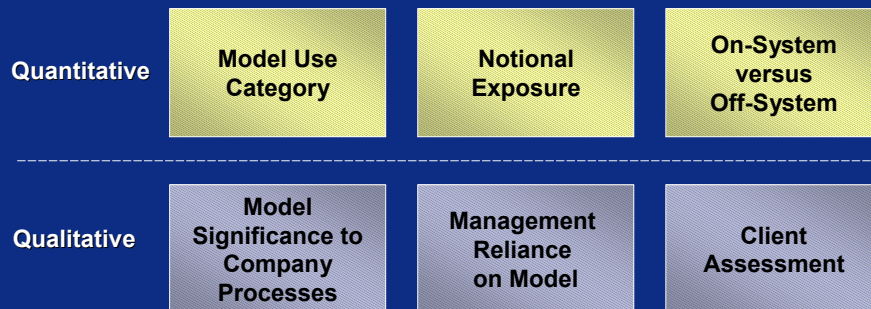 Quantitative
Model Use
Category
Notional
Exposure
On-System
versus
Off-System
Qualitative
Model
Significance to
Company
Processes
Management
Reliance
on Model
Client
Assessment